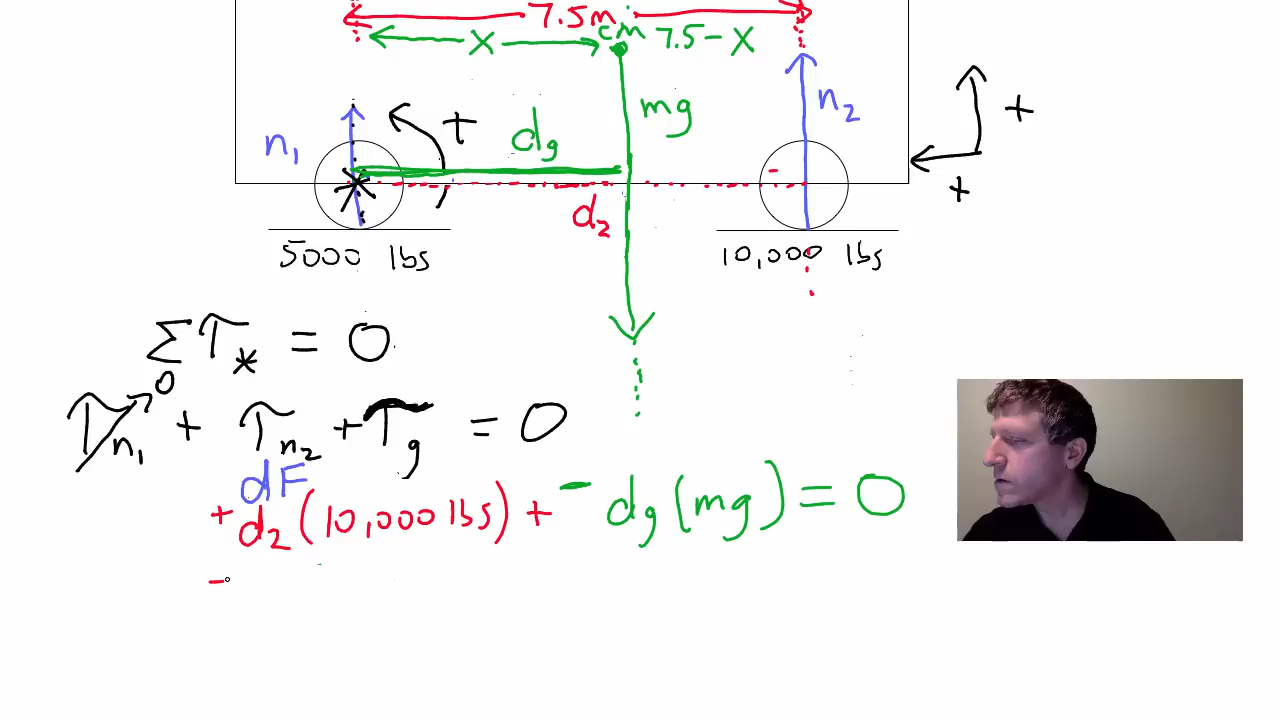 7.5m
x cm 7.5-x
n₁ + dg mg n₂ +
+
d₂
5000 lbs 10,000 lbs
Στ* = 0
0
τn₁ + τn₂ + τg = 0
dF
+ d₂ (10,000 lbs) + - dg (mg) = 0